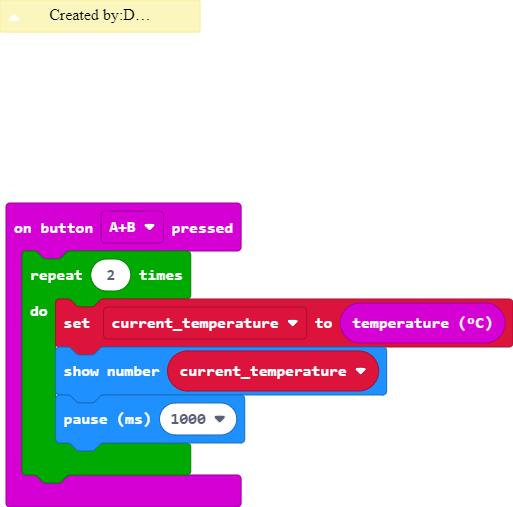 Created by:D…
on button A+B pressed
repeat 2 times
do
set current_temperature to temperature (ºC)
show number current_temperature
pause (ms) 1000